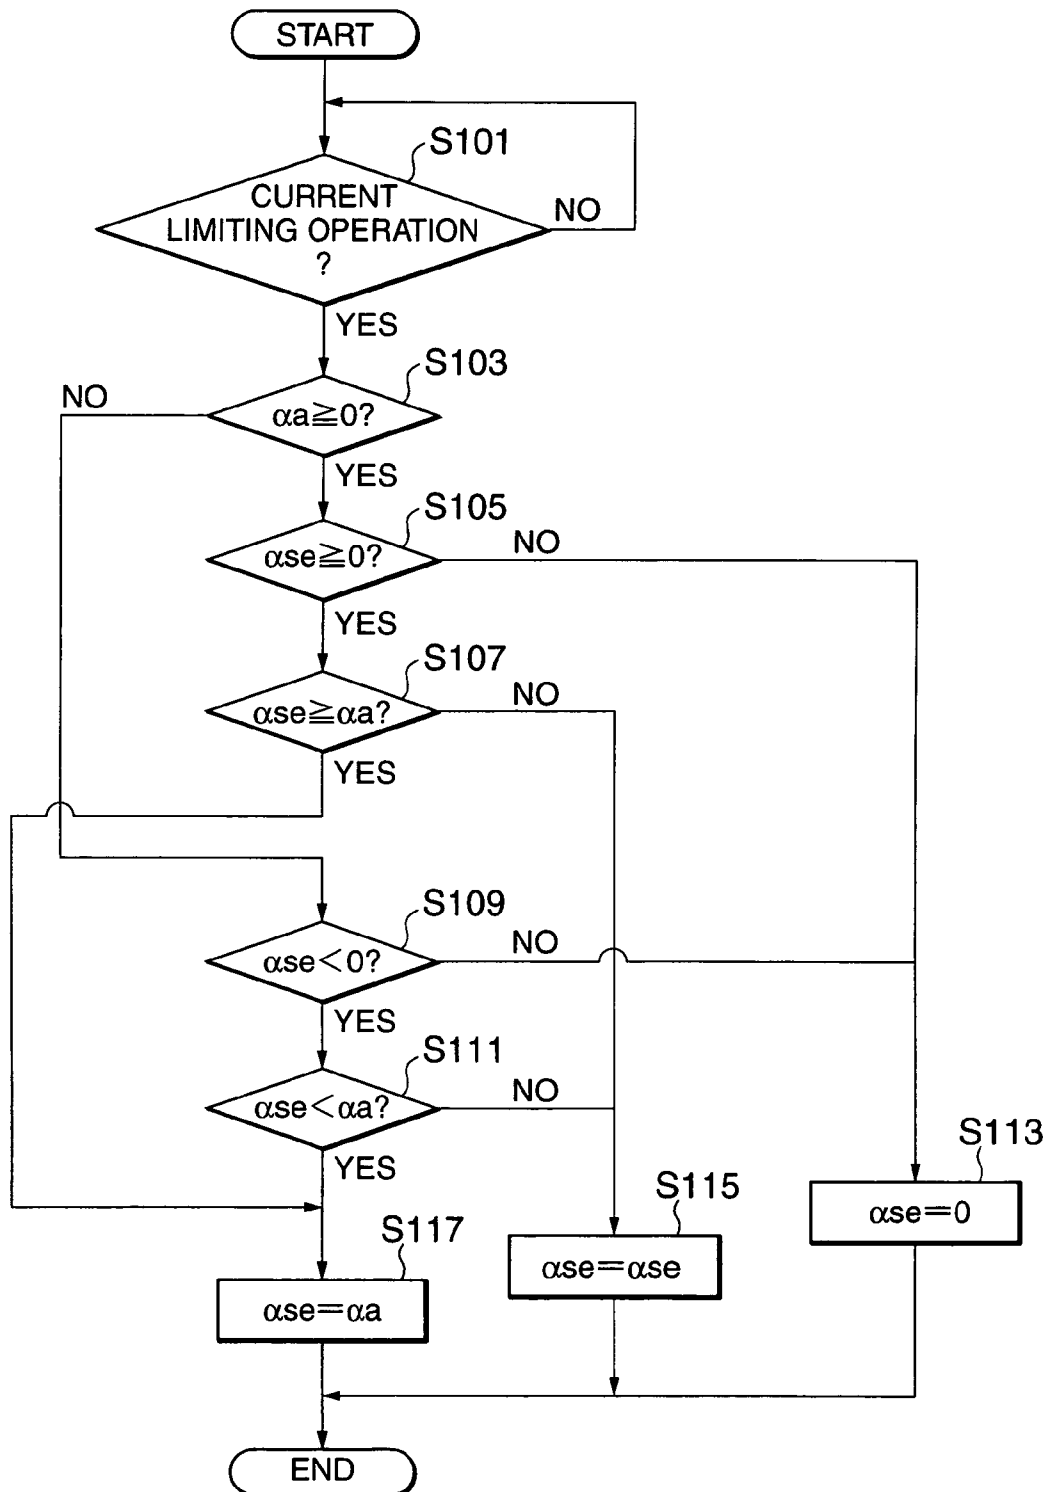 START
S101
CURRENT
LIMITING OPERATION
?
NO
YES
S103
NO
αa≧0?
YES
S105
αse≧0?
NO
YES
S107
αse≧αa?
NO
YES
S109
αse<0?
NO
YES
S111
αse<αa?
NO
YES
S113
αse=0
S115
αse=αse
S117
αse=αa
END